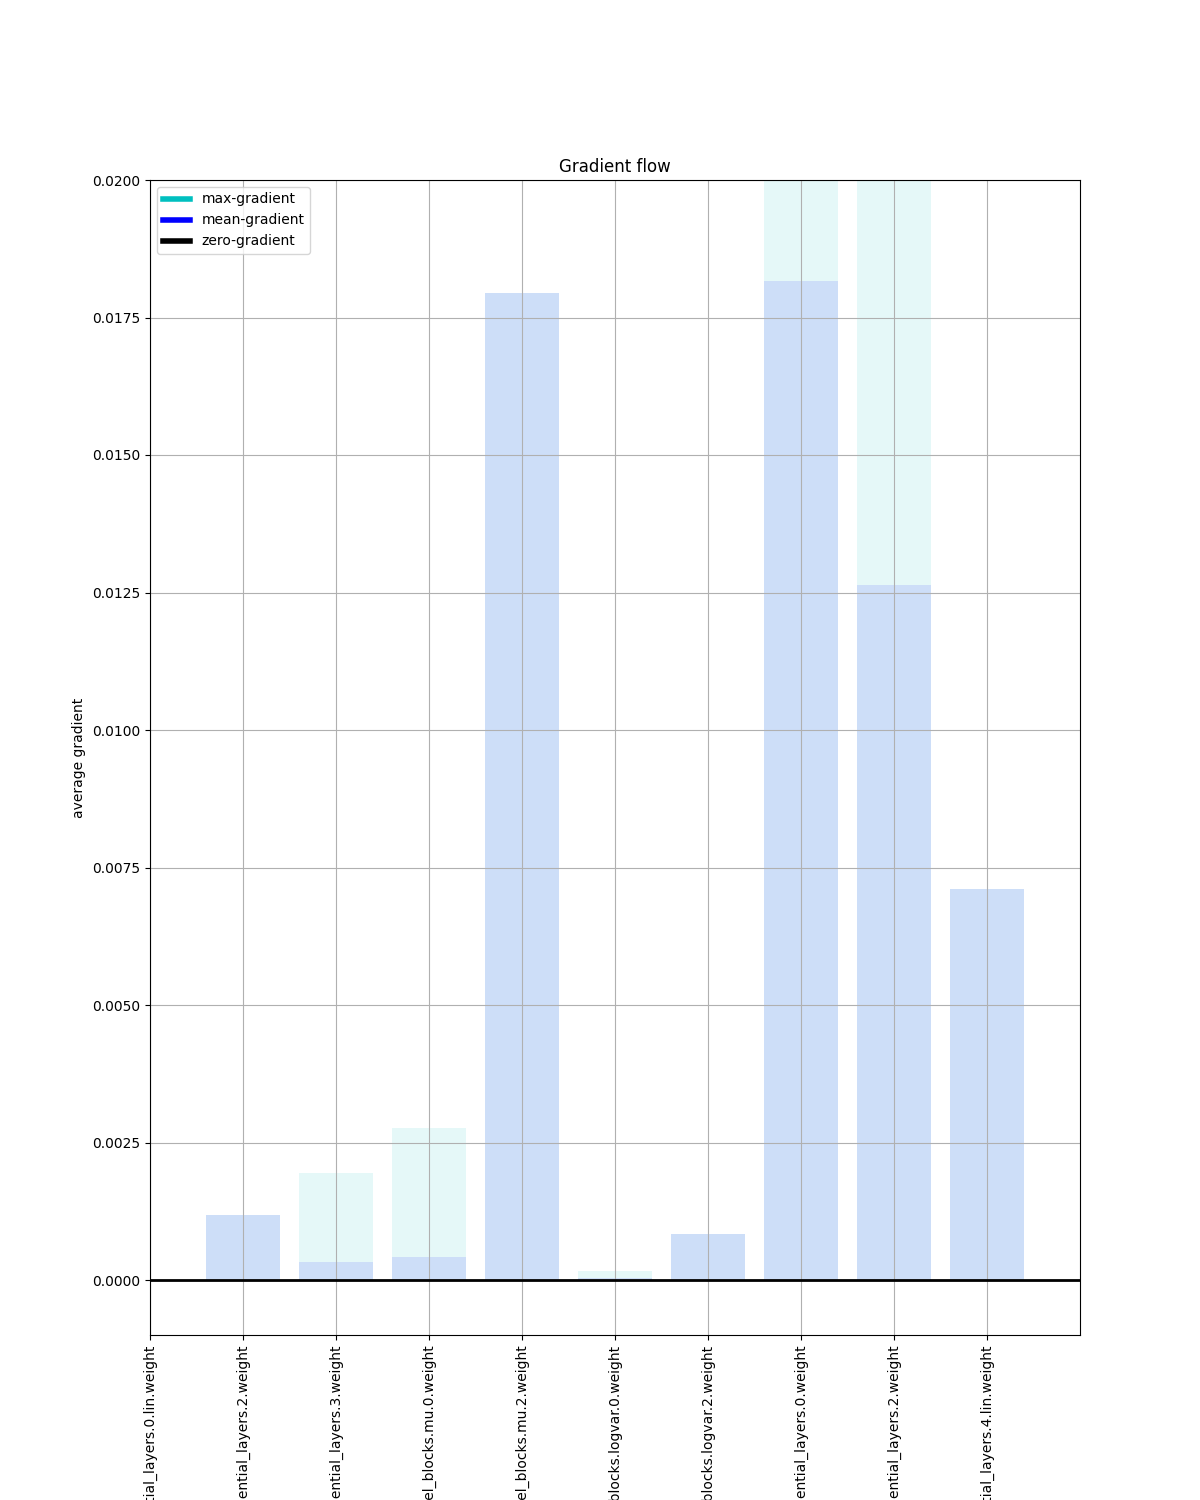 Gradient flow
max-gradient
mean-gradient
zero-gradient
average gradient
0.0200
0.0175
0.0150
0.0125
0.0100
0.0075
0.0050
0.0025
0.0000
tial_layers.0.lin.weight
ential_layers.2.weight
ential_layers.3.weight
el_blocks.mu.0.weight
el_blocks.mu.2.weight
blocks.logvar.0.weight
blocks.logvar.2.weight
ential_layers.0.weight
ential_layers.2.weight
tial_layers.4.lin.weight